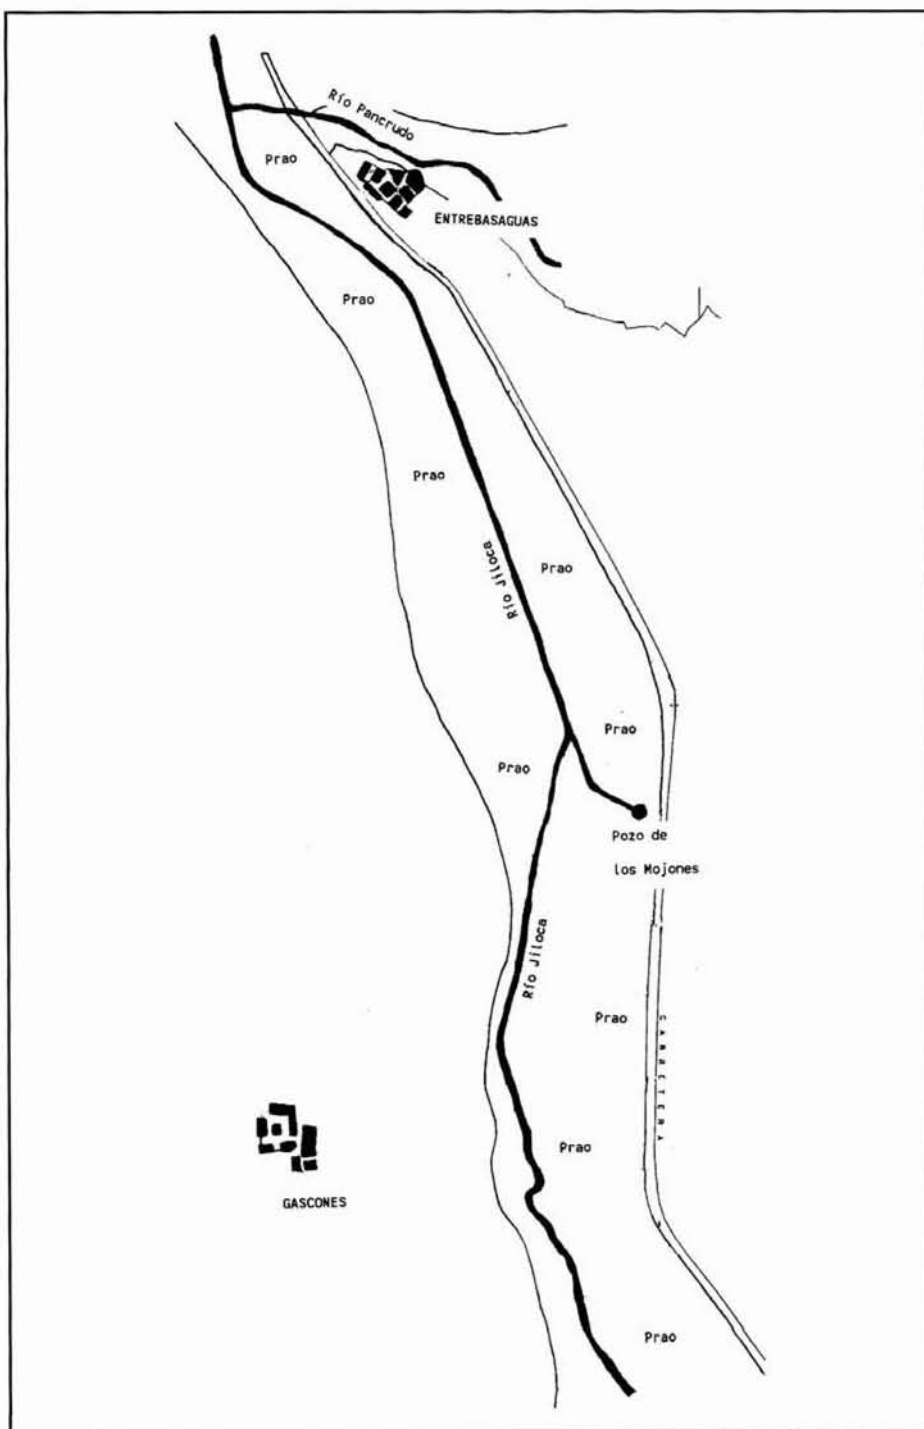 Río Pancrudo
Prao
ENTREBASAGUAS
Prao
Prao
Río Jiloca
Prao
Prao
Prao
Pozo de
los Mojones
Río Jiloca
Prao
CARRETERA
Prao
GASCONES
Prao